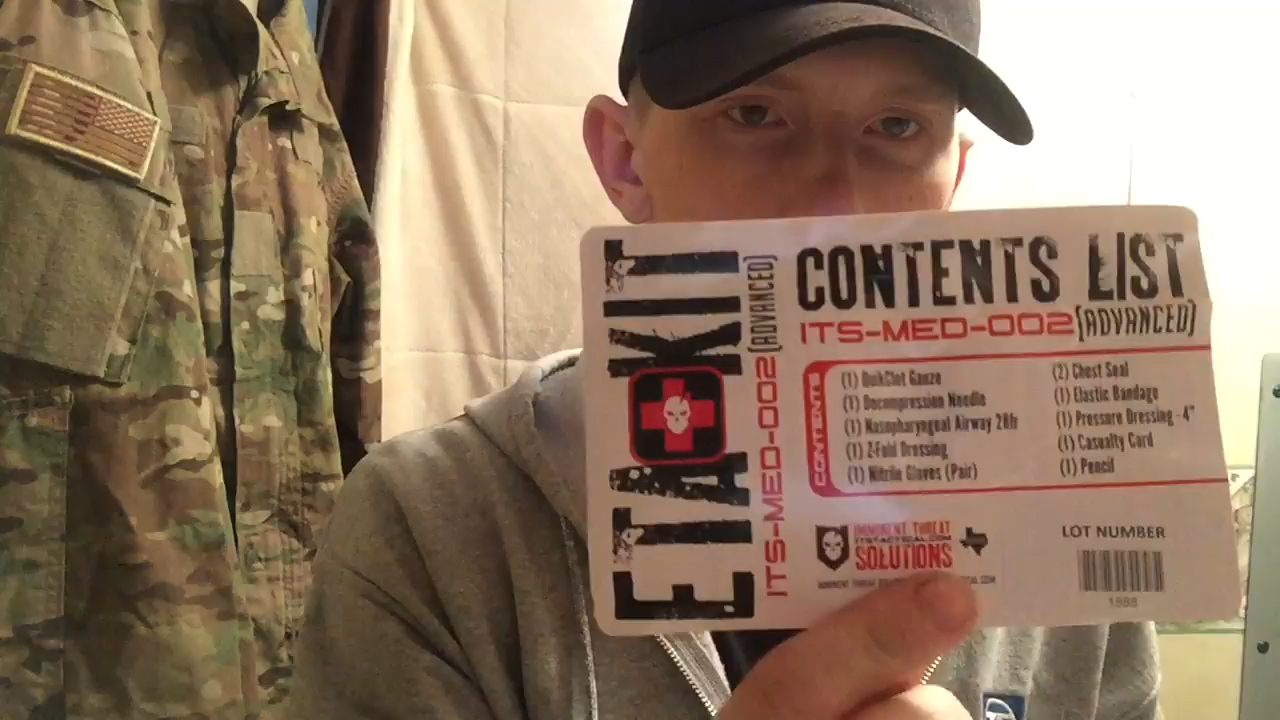 ETA KIT
ITS-MED-002 (ADVANCED)
CONTENTS LIST
ITS-MED-002 (ADVANCED)
CONTENTS
(1) QuikClot Gauze
(1) Decompression Needle
(1) Nasopharyngeal Airway 28fr
(1) Z-Fold Dressing
(1) Nitrile Gloves (Pair)
(2) Chest Seal
(1) Elastic Bandage
(1) Pressure Dressing - 4"
(1) Casualty Card
(1) Pencil
IMMINENT THREAT
ITSTACTICAL.COM
SOLUTIONS
LOT NUMBER
1888